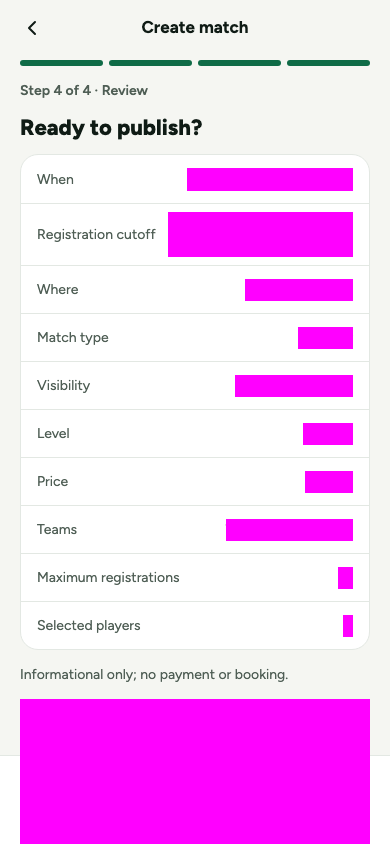 Create match
Step 4 of 4 · Review
Ready to publish?
When
Registration cutoff
Where
Match type
Visibility
Level
Price
Teams
Maximum registrations
Selected players
Informational only; no payment or booking.